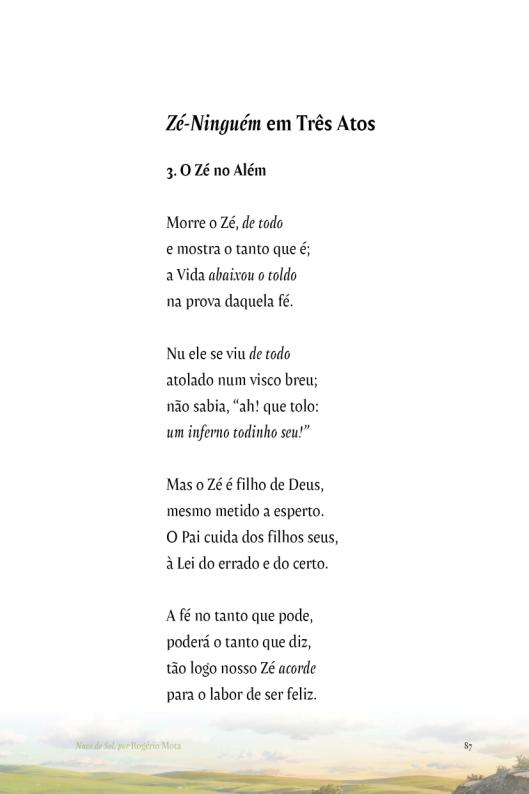 Zé-Ninguém em Três Atos
3. O Zé no Além
Morre o Zé, de todo
e mostra o tanto que é;
a Vida abaixou o toldo
na prova daquela fé.
Nu ele se viu de todo
atolado num visco breu;
não sabia, “ah! que tolo:
um inferno todinho seu!”
Mas o Zé é filho de Deus,
mesmo metido a esperto.
O Pai cuida dos filhos seus,
à Lei do errado e do certo.
A fé no tanto que pode,
poderá o tanto que diz,
tão logo nosso Zé acorde
para o labor de ser feliz.
de Sol, por Rogério Mota
87